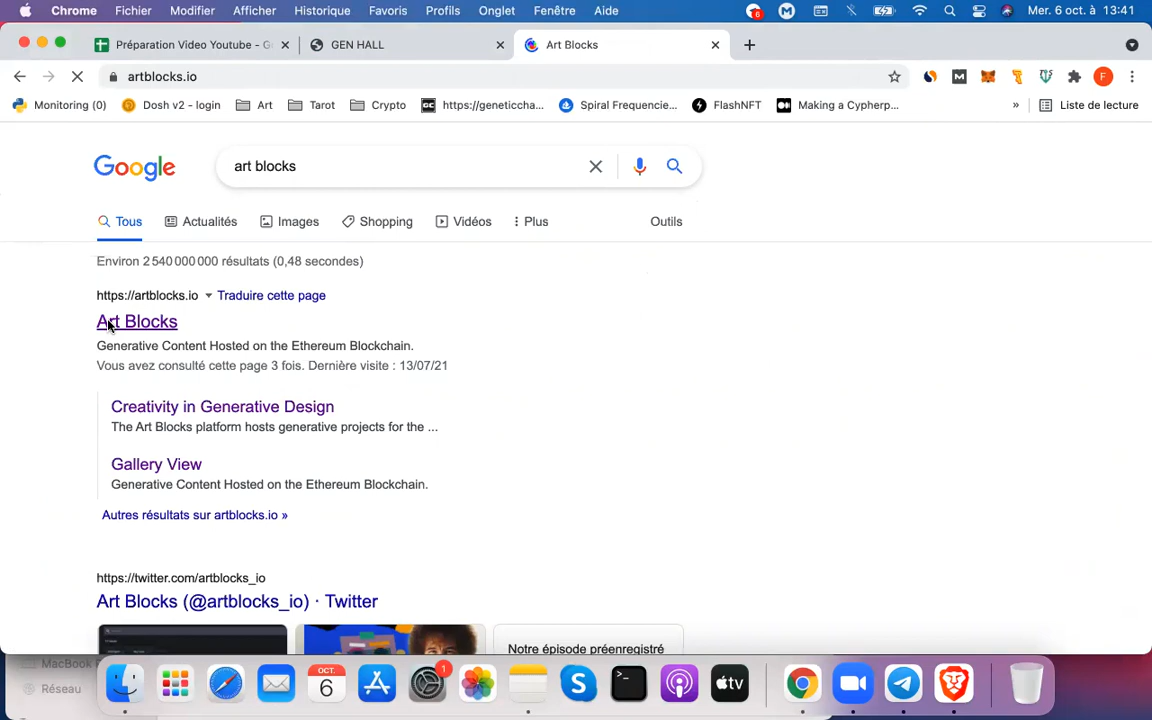 Chrome Fichier Modifier Afficher Historique Favoris Profils Onglet Fenêtre Aide 6 Mer. 6 oct. à 13:41
Préparation Video Youtube - G GEN HALL Art Blocks
artblocks.io F
Monitoring (0) Dosh v2 - login Art Tarot Crypto https://geneticcha... Spiral Frequencie... FlashNFT Making a Cypherp... » Liste de lecture
Google art blocks
Tous Actualités Images Shopping Vidéos Plus Outils
Environ 2 540 000 000 résultats (0,48 secondes)
https://artblocks.io Traduire cette page
Art Blocks
Generative Content Hosted on the Ethereum Blockchain.
Vous avez consulté cette page 3 fois. Dernière visite : 13/07/21
Creativity in Generative Design
The Art Blocks platform hosts generative projects for the ...
Gallery View
Generative Content Hosted on the Ethereum Blockchain.
Autres résultats sur artblocks.io »
https://twitter.com/artblocks_io
Art Blocks (@artblocks_io) · Twitter
Notre épisode préenregistré
MacBook
Réseau
OCT.
6
1
tv